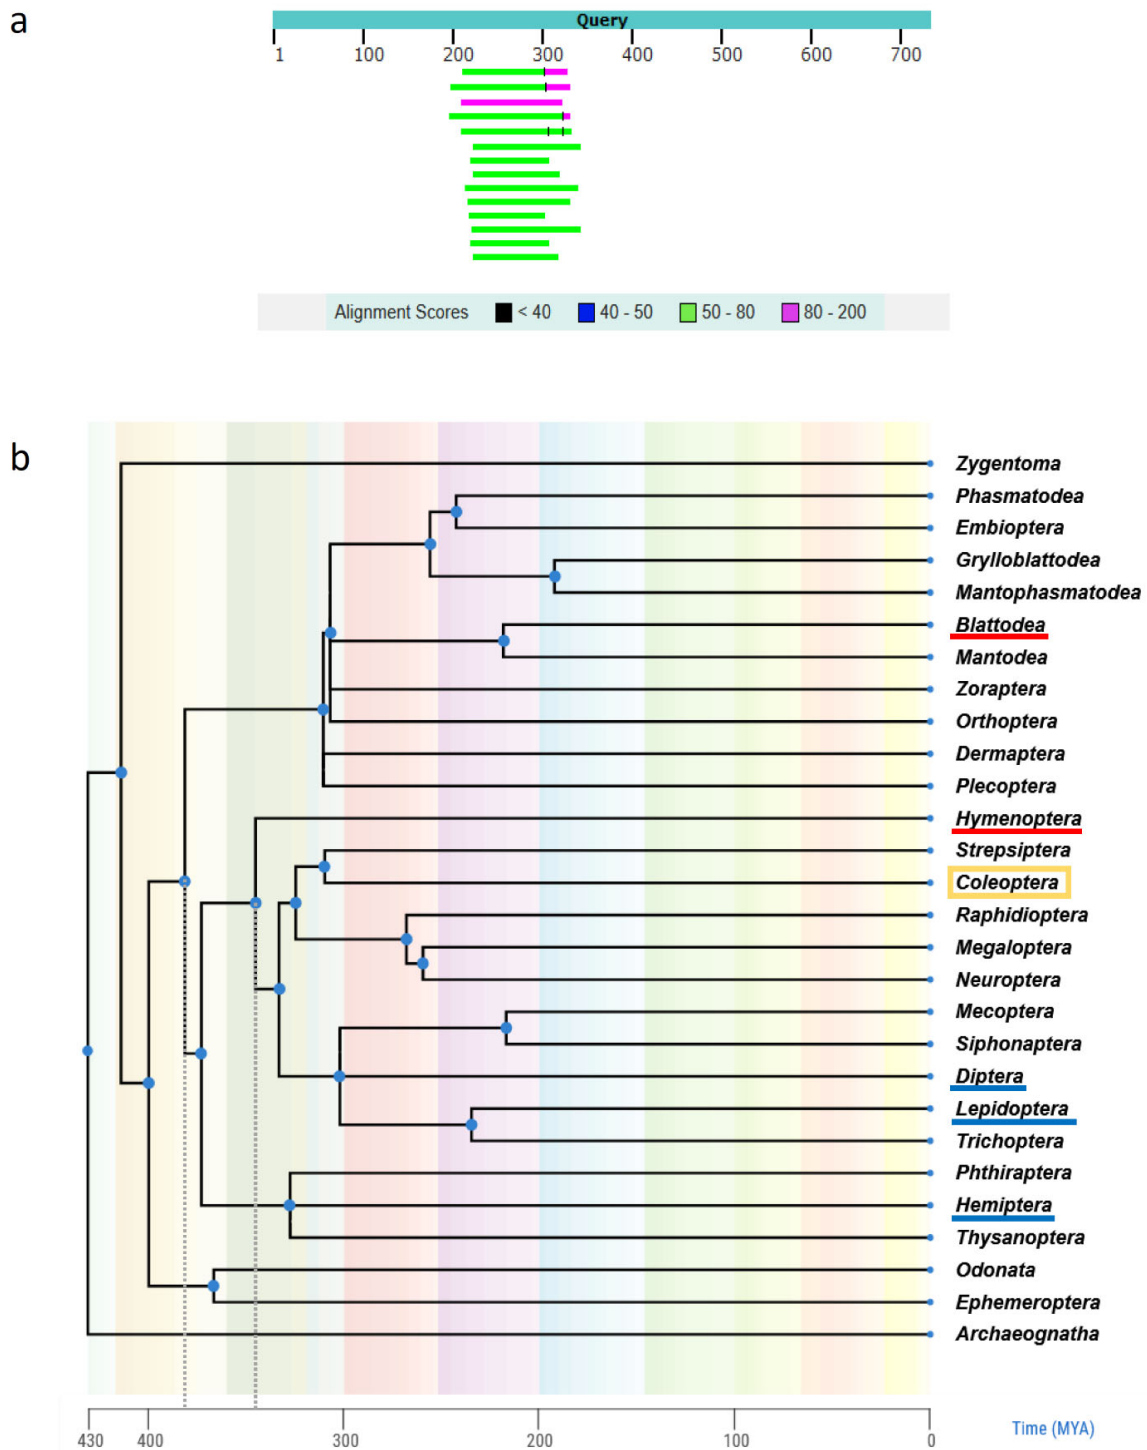 a
Query
1 100 200 300 400 500 600 700
Alignment Scores < 40 40 - 50 50 - 80 80 - 200
b
Zygentoma
Phasmatodea
Embioptera
Grylloblattodea
Mantophasmatodea
Blattodea
Mantodea
Zoraptera
Orthoptera
Dermaptera
Plecoptera
Hymenoptera
Strepsiptera
Coleoptera
Raphidioptera
Megaloptera
Neuroptera
Mecoptera
Siphonaptera
Diptera
Lepidoptera
Trichoptera
Phthiraptera
Hemiptera
Thysanoptera
Odonata
Ephemeroptera
Archaeognatha
430 400 300 200 100 0 Time (MYA)